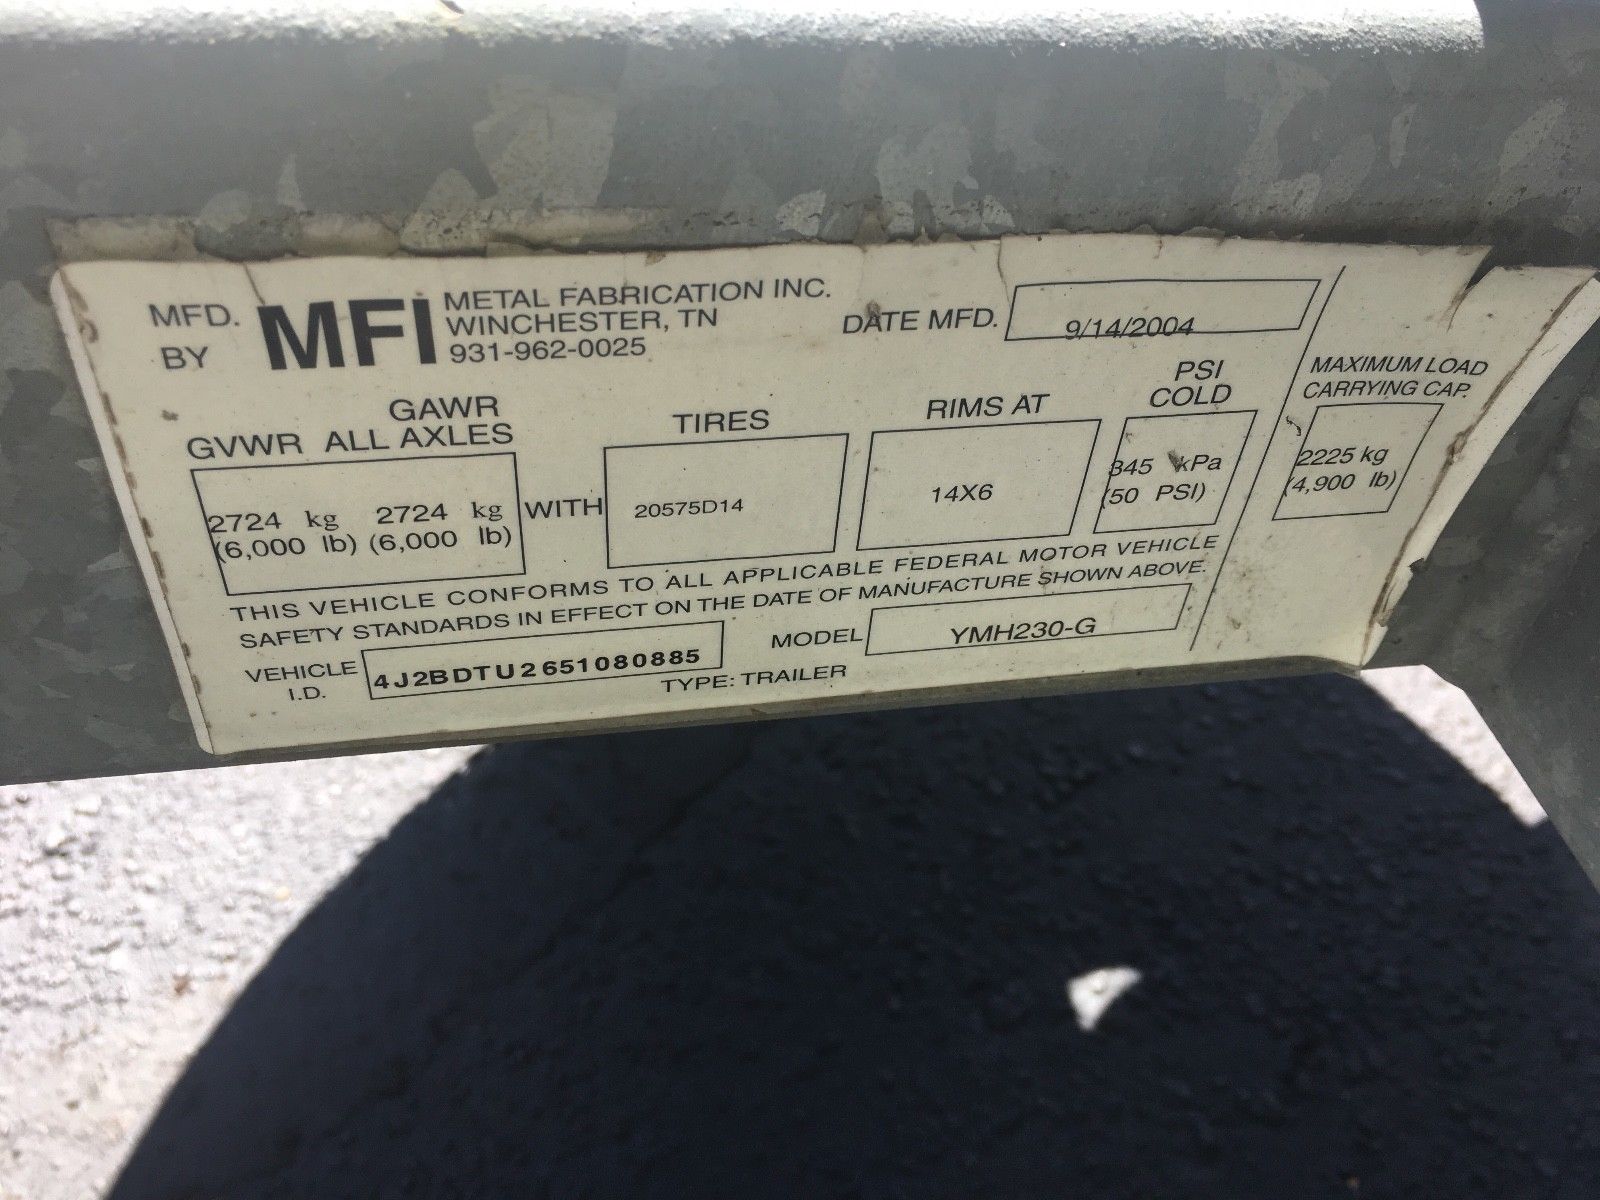 MFD. BY MFI METAL FABRICATION INC.
WINCHESTER, TN
931-962-0025
DATE MFD. 9/14/2004
GVWR GAWR ALL AXLES
2724 kg 2724 kg
(6,000 lb) (6,000 lb)
WITH
TIRES
20575D14
RIMS AT
14X6
PSI COLD
345 kPa
(50 PSI)
MAXIMUM LOAD
CARRYING CAP.
2225 kg
(4,900 lb)
THIS VEHICLE CONFORMS TO ALL APPLICABLE FEDERAL MOTOR VEHICLE
SAFETY STANDARDS IN EFFECT ON THE DATE OF MANUFACTURE SHOWN ABOVE.
VEHICLE I.D. 4J2BDTU2651080885
MODEL YMH230-G
TYPE: TRAILER